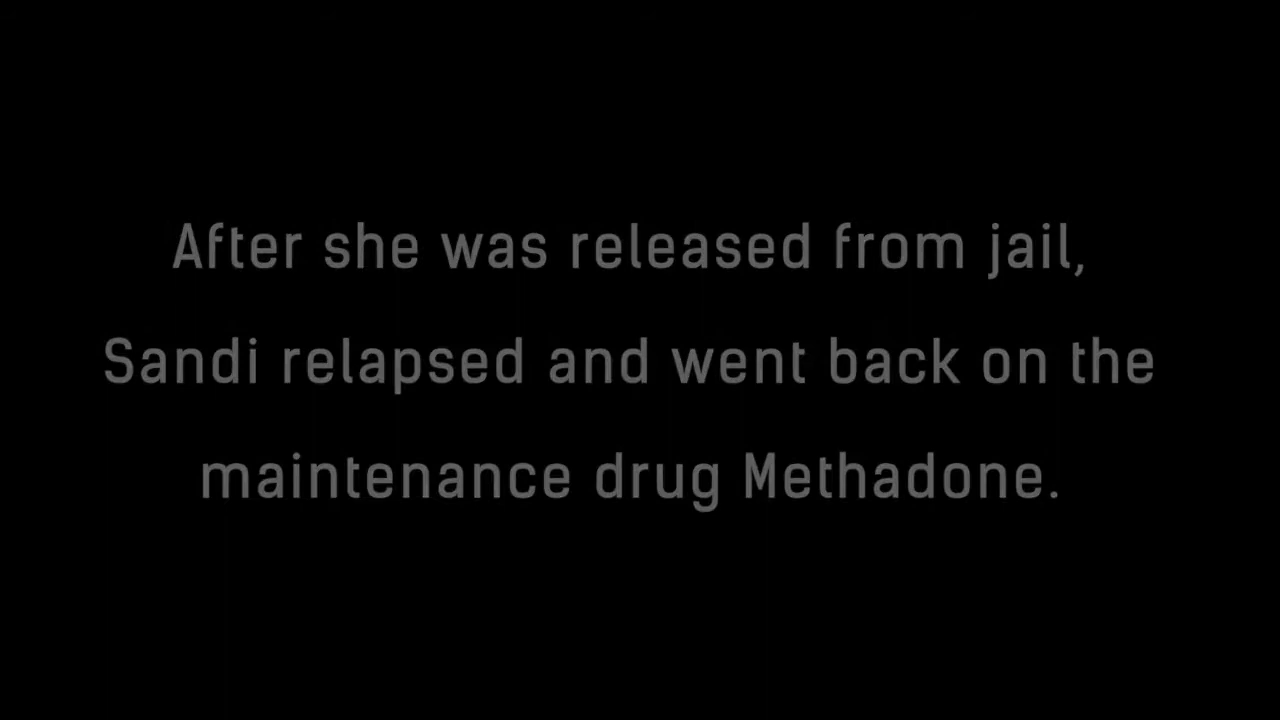 After she was released from jail,
Sandi relapsed and went back on the
maintenance drug Methadone.